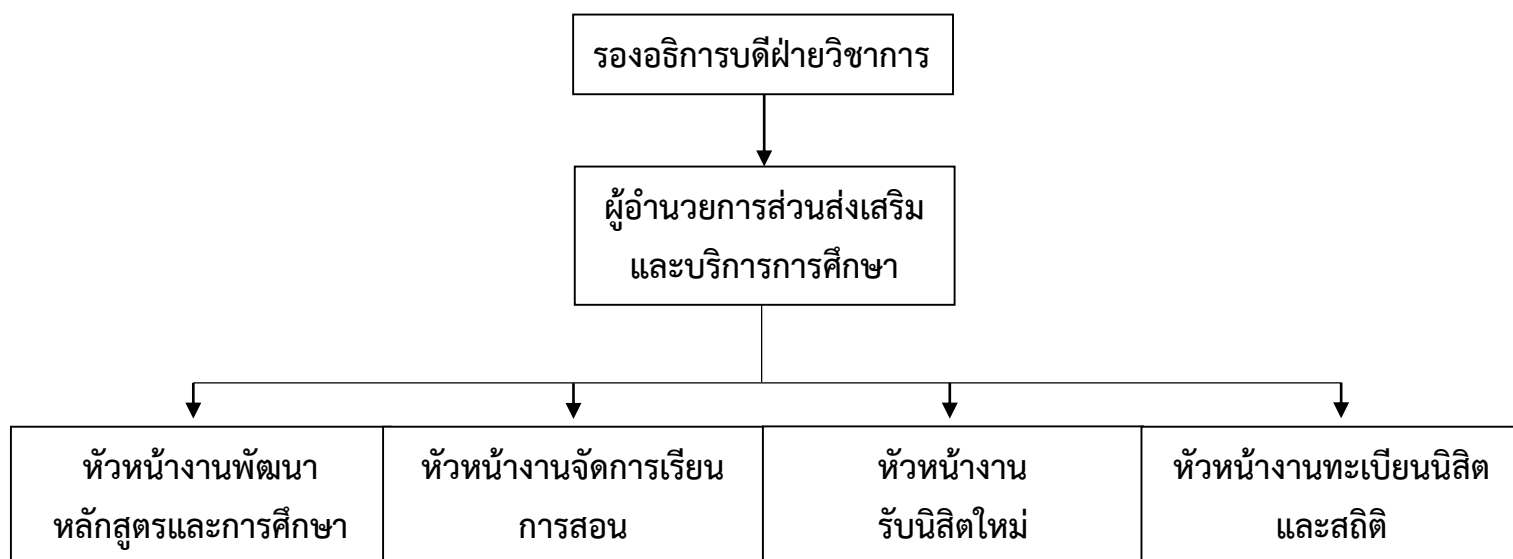 รองอธิการบดีฝ่ายวิชาการ
ผู้อำนวยการส่วนส่งเสริม
และบริการการศึกษา
หัวหน้างานพัฒนา
หลักสูตรและการศึกษา
หัวหน้างานจัดการเรียน
การสอน
หัวหน้างาน
รับนิสิตใหม่
หัวหน้างานทะเบียนนิสิต
และสถิติ